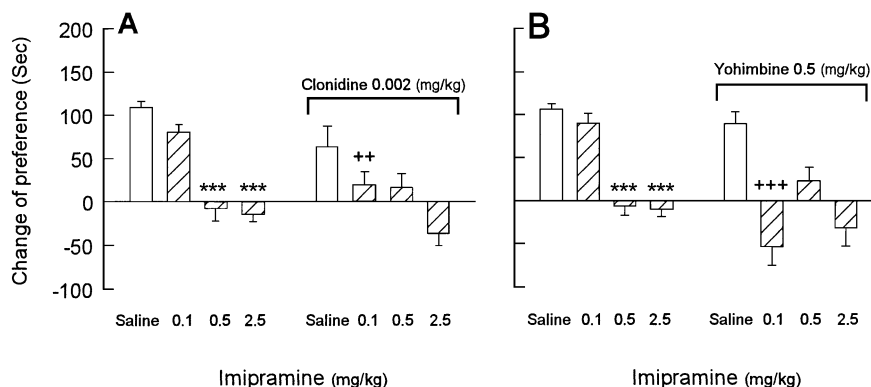 A
B
200
150
100
50
0
-50
-100
Change of preference (Sec)
Clonidine 0.002 (mg/kg)
Yohimbine 0.5 (mg/kg)
*** *** ++
*** *** +++
Saline 0.1 0.5 2.5 Saline 0.1 0.5 2.5
Saline 0.1 0.5 2.5 Saline 0.1 0.5 2.5
Imipramine (mg/kg)
Imipramine (mg/kg)